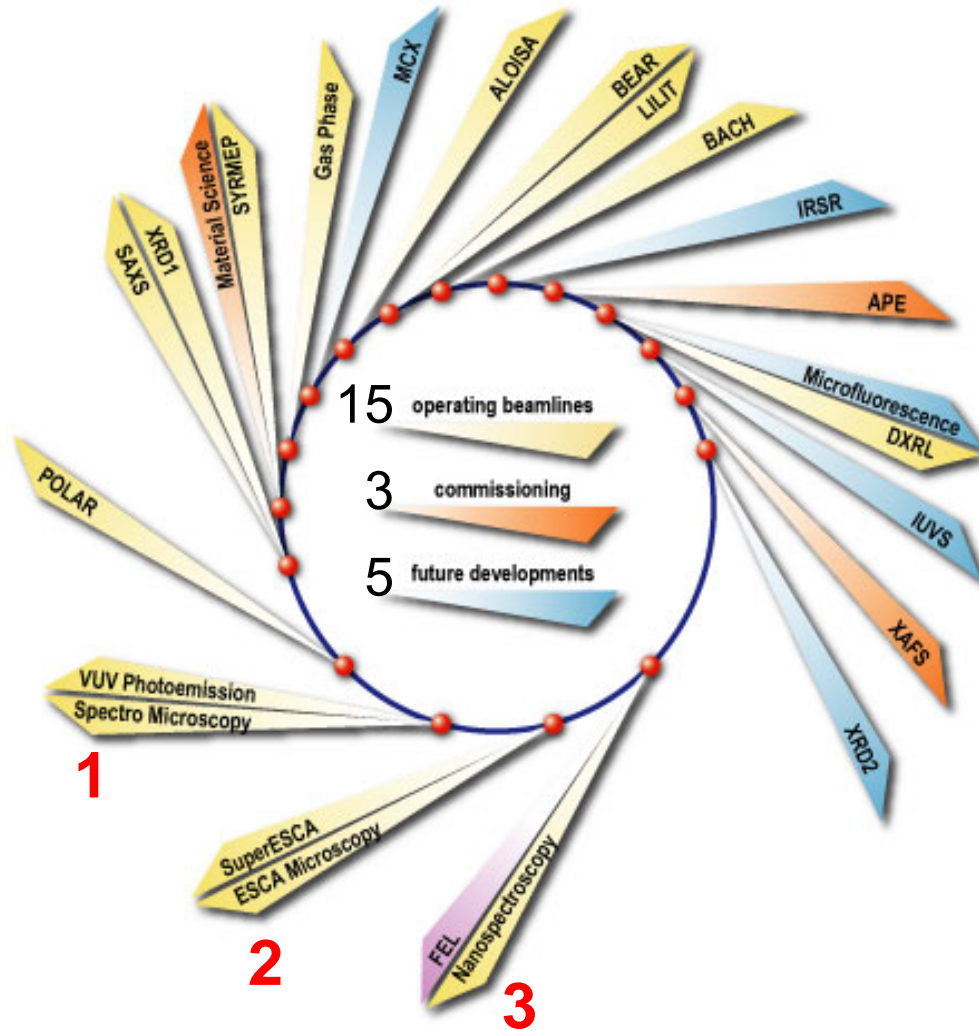 MCX
ALOISA
BEAR
LILIT
BACH
Gas Phase
SYRMEP
Material Science
XRD1
SAXS
IRSR
APE
Microfluorescence
DXRL
IUVS
XAFS
XRD2
15 operating beamlines
3 commissioning
5 future developments
POLAR
VUV Photoemission
Spectro Microscopy
1
SuperESCA
ESCA Microscopy
2
FEL
Nanospectroscopy
3